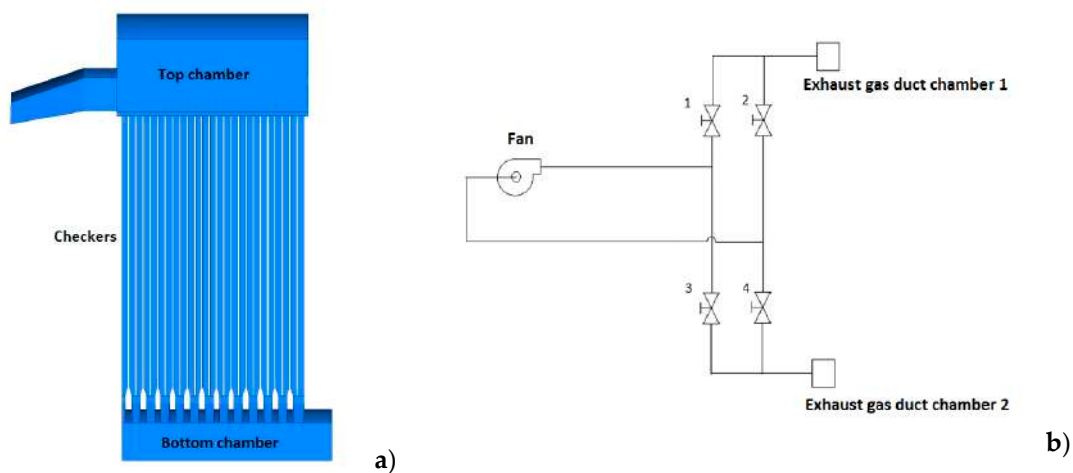 Top chamber
Checkers
Bottom chamber
a)
1
2
Exhaust gas duct chamber 1
Fan
3
4
Exhaust gas duct chamber 2
b)